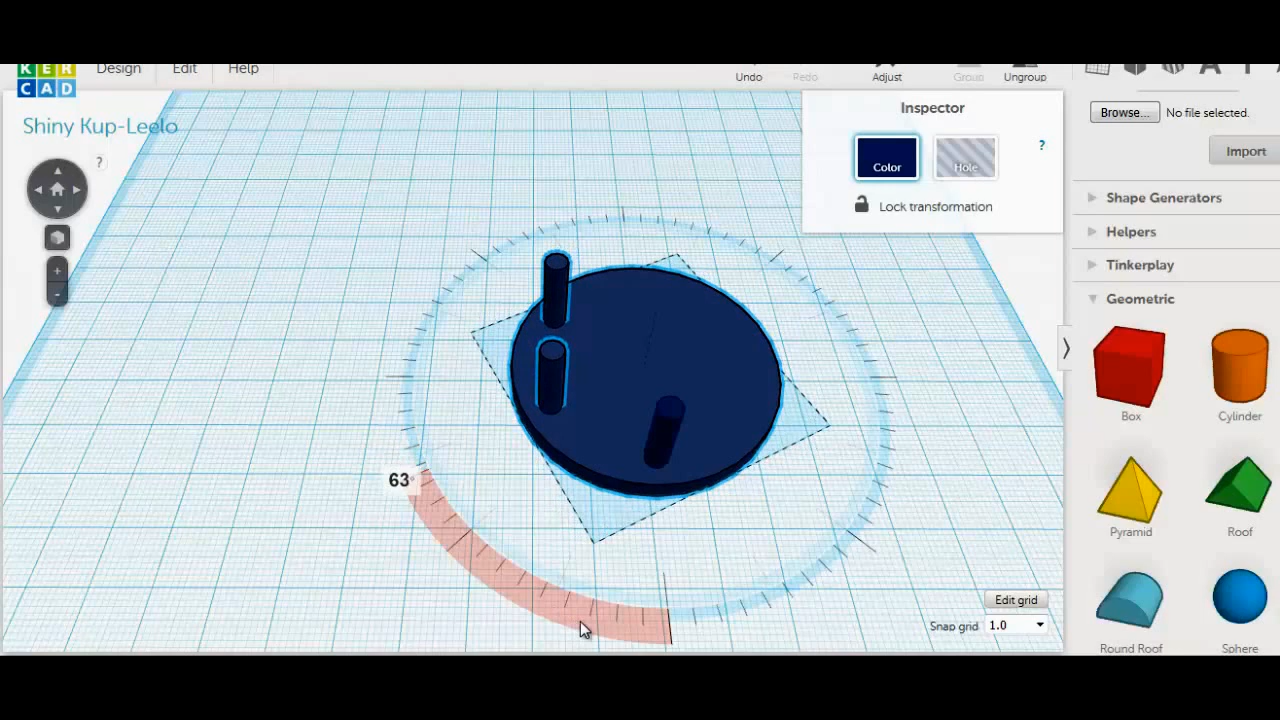 KER
CAD
Design
Edit
Help
Undo
Redo
Adjust
Group
Ungroup
Shiny Kup-Leelo
?
Inspector
Color
Hole
?
Lock transformation
Browse...
No file selected.
Import
Shape Generators
Helpers
Tinkerplay
Geometric
Box
Cylinder
Pyramid
Roof
Round Roof
Sphere
63°
Edit grid
Snap grid
1.0